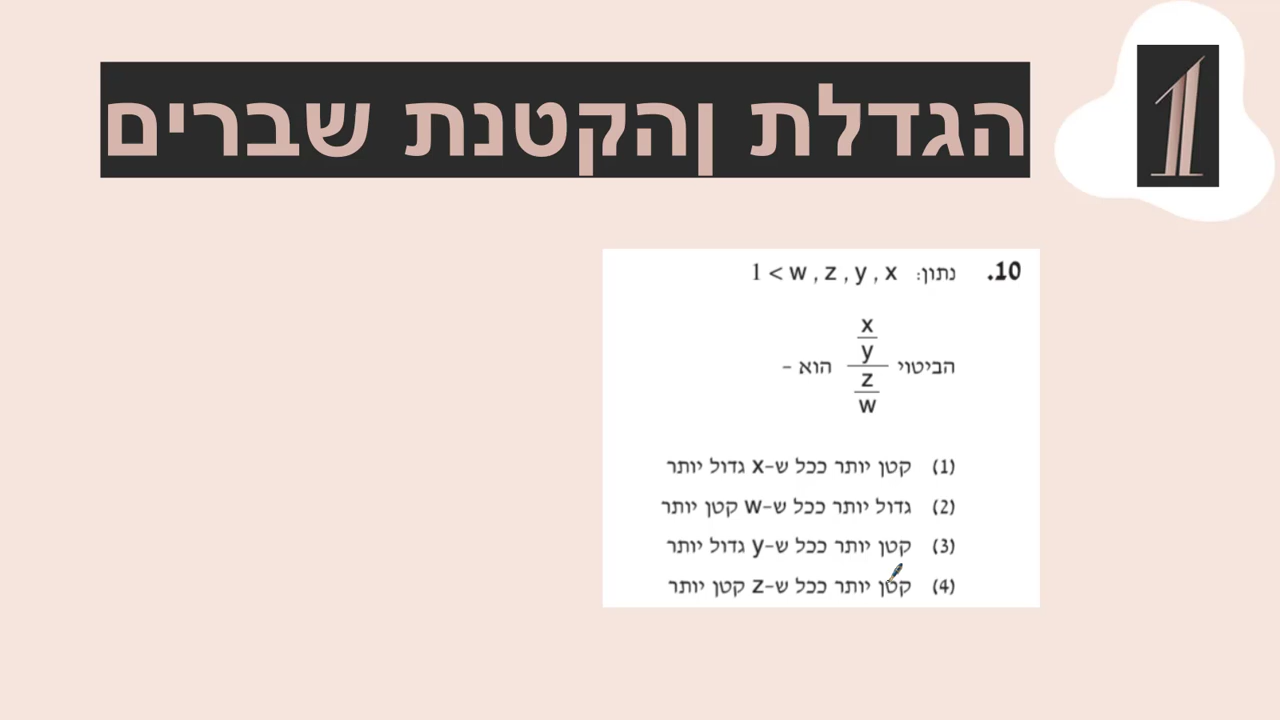 הגדלת והקטנת שברים
1
10. נתון: 1 < w , z , y , x
x
y
הביטוי הוא -
z
w
(1) קטן יותר ככל ש-x גדול יותר
(2) גדול יותר ככל ש-w קטן יותר
(3) קטן יותר ככל ש-y גדול יותר
(4) קטן יותר ככל ש-z קטן יותר